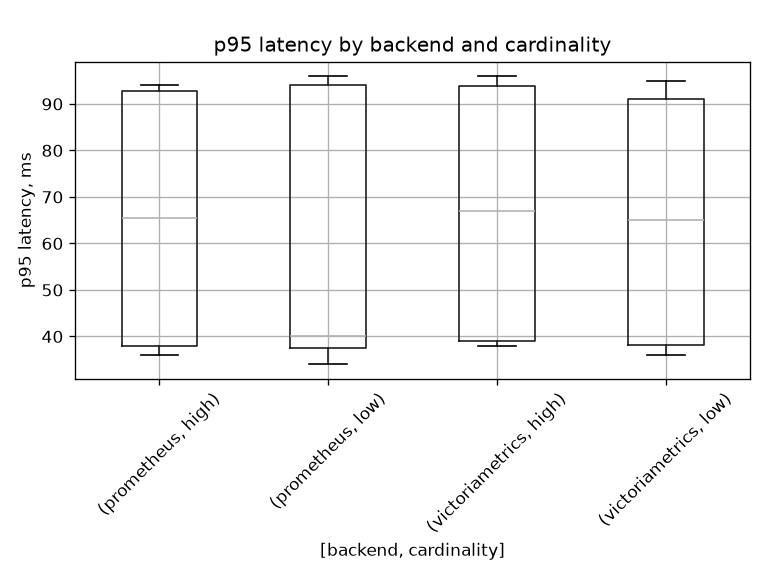 p95 latency by backend and cardinality
p95 latency, ms
90
80
70
60
50
40
(prometheus, high)
(prometheus, low)
(victoriametrics, high)
(victoriametrics, low)
[backend, cardinality]